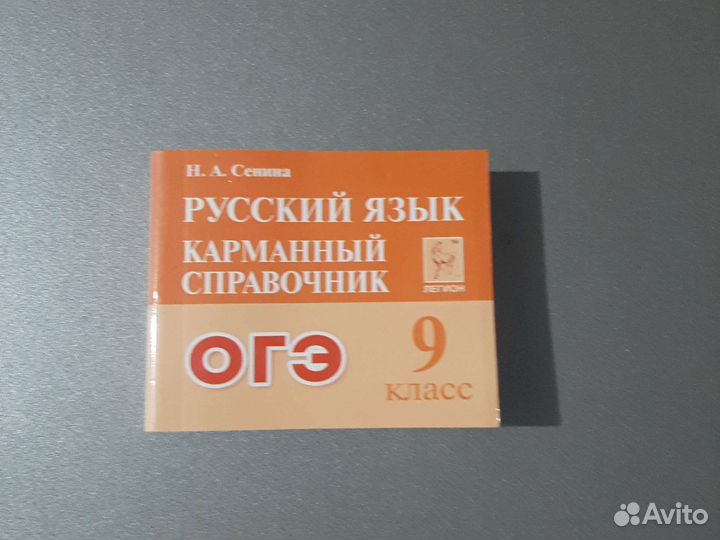 Н. А. Сенина
РУССКИЙ ЯЗЫК
КАРМАННЫЙ
СПРАВОЧНИК
ЛЕГИОН
ОГЭ
9
класс
Avito